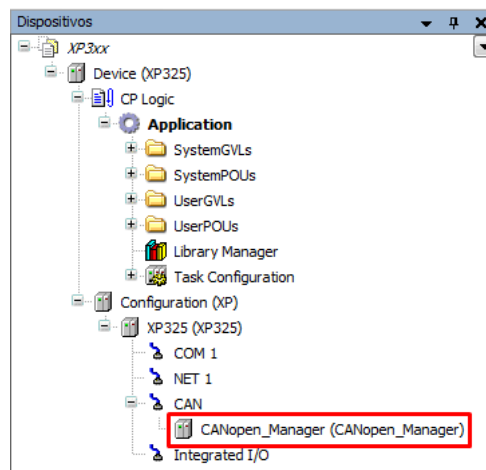 Dispositivos
XP3xx
Device (XP325)
CP Logic
Application
SystemGVLs
SystemPOUs
UserGVLs
UserPOUs
Library Manager
Task Configuration
Configuration (XP)
XP325 (XP325)
COM 1
NET 1
CAN
CANopen_Manager (CANopen_Manager)
Integrated I/O